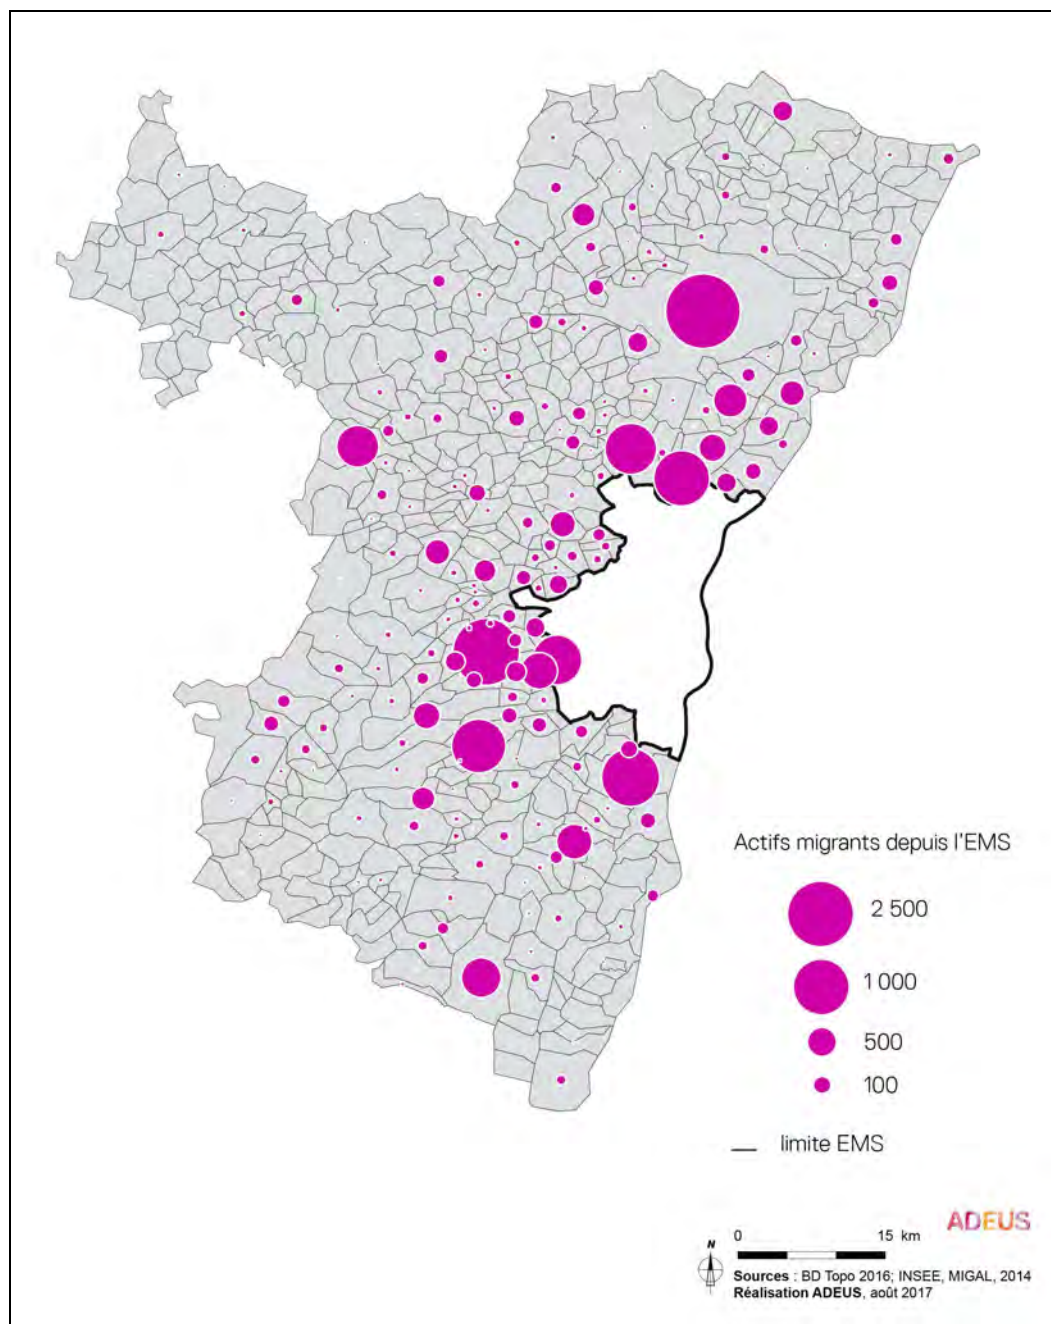 Actifs migrants depuis l'EMS
2 500
1 000
500
100
limite EMS
ADEUS
N
0 15 km
Sources : BD Topo 2016; INSEE, MIGAL, 2014
Réalisation ADEUS, août 2017